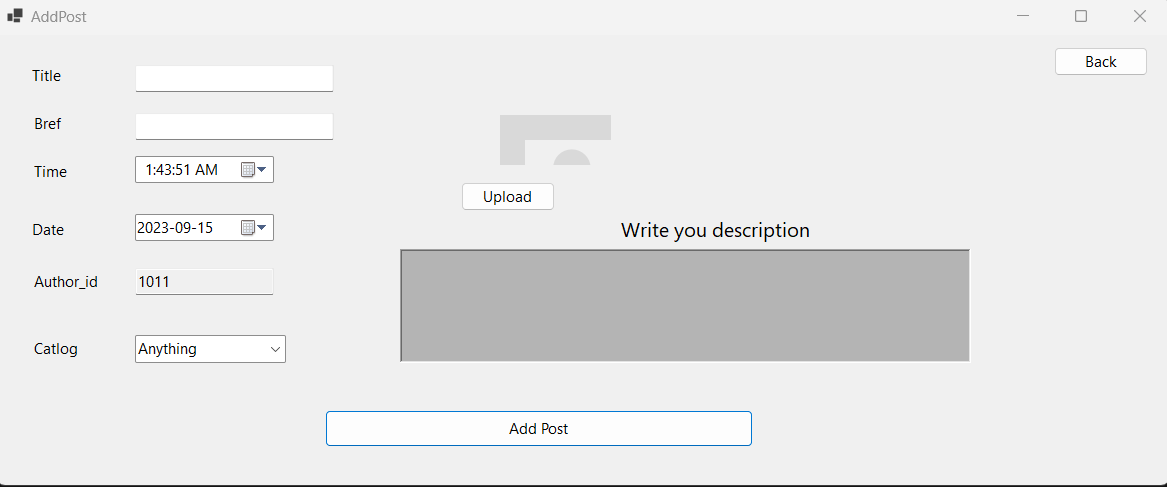 AddPost
Back
Title
Bref
Time 1:43:51 AM
Upload
Date 2023-09-15
Write you description
Author_id 1011
Catlog Anything
Add Post